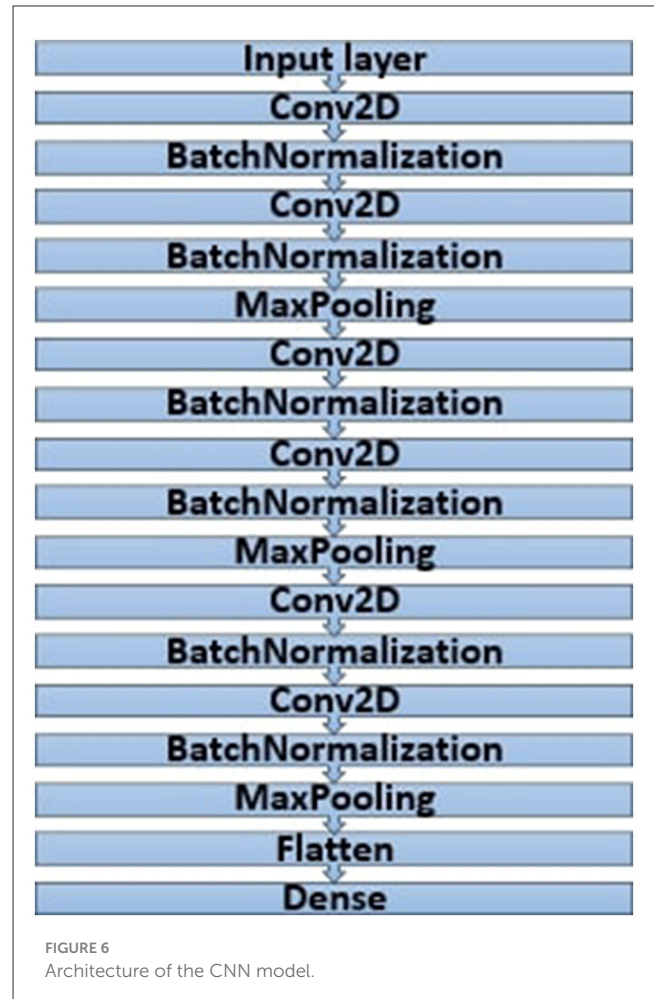 Input layer
Conv2D
BatchNormalization
Conv2D
BatchNormalization
MaxPooling
Conv2D
BatchNormalization
Conv2D
BatchNormalization
MaxPooling
Conv2D
BatchNormalization
Conv2D
BatchNormalization
MaxPooling
Flatten
Dense
FIGURE 6
Architecture of the CNN model.